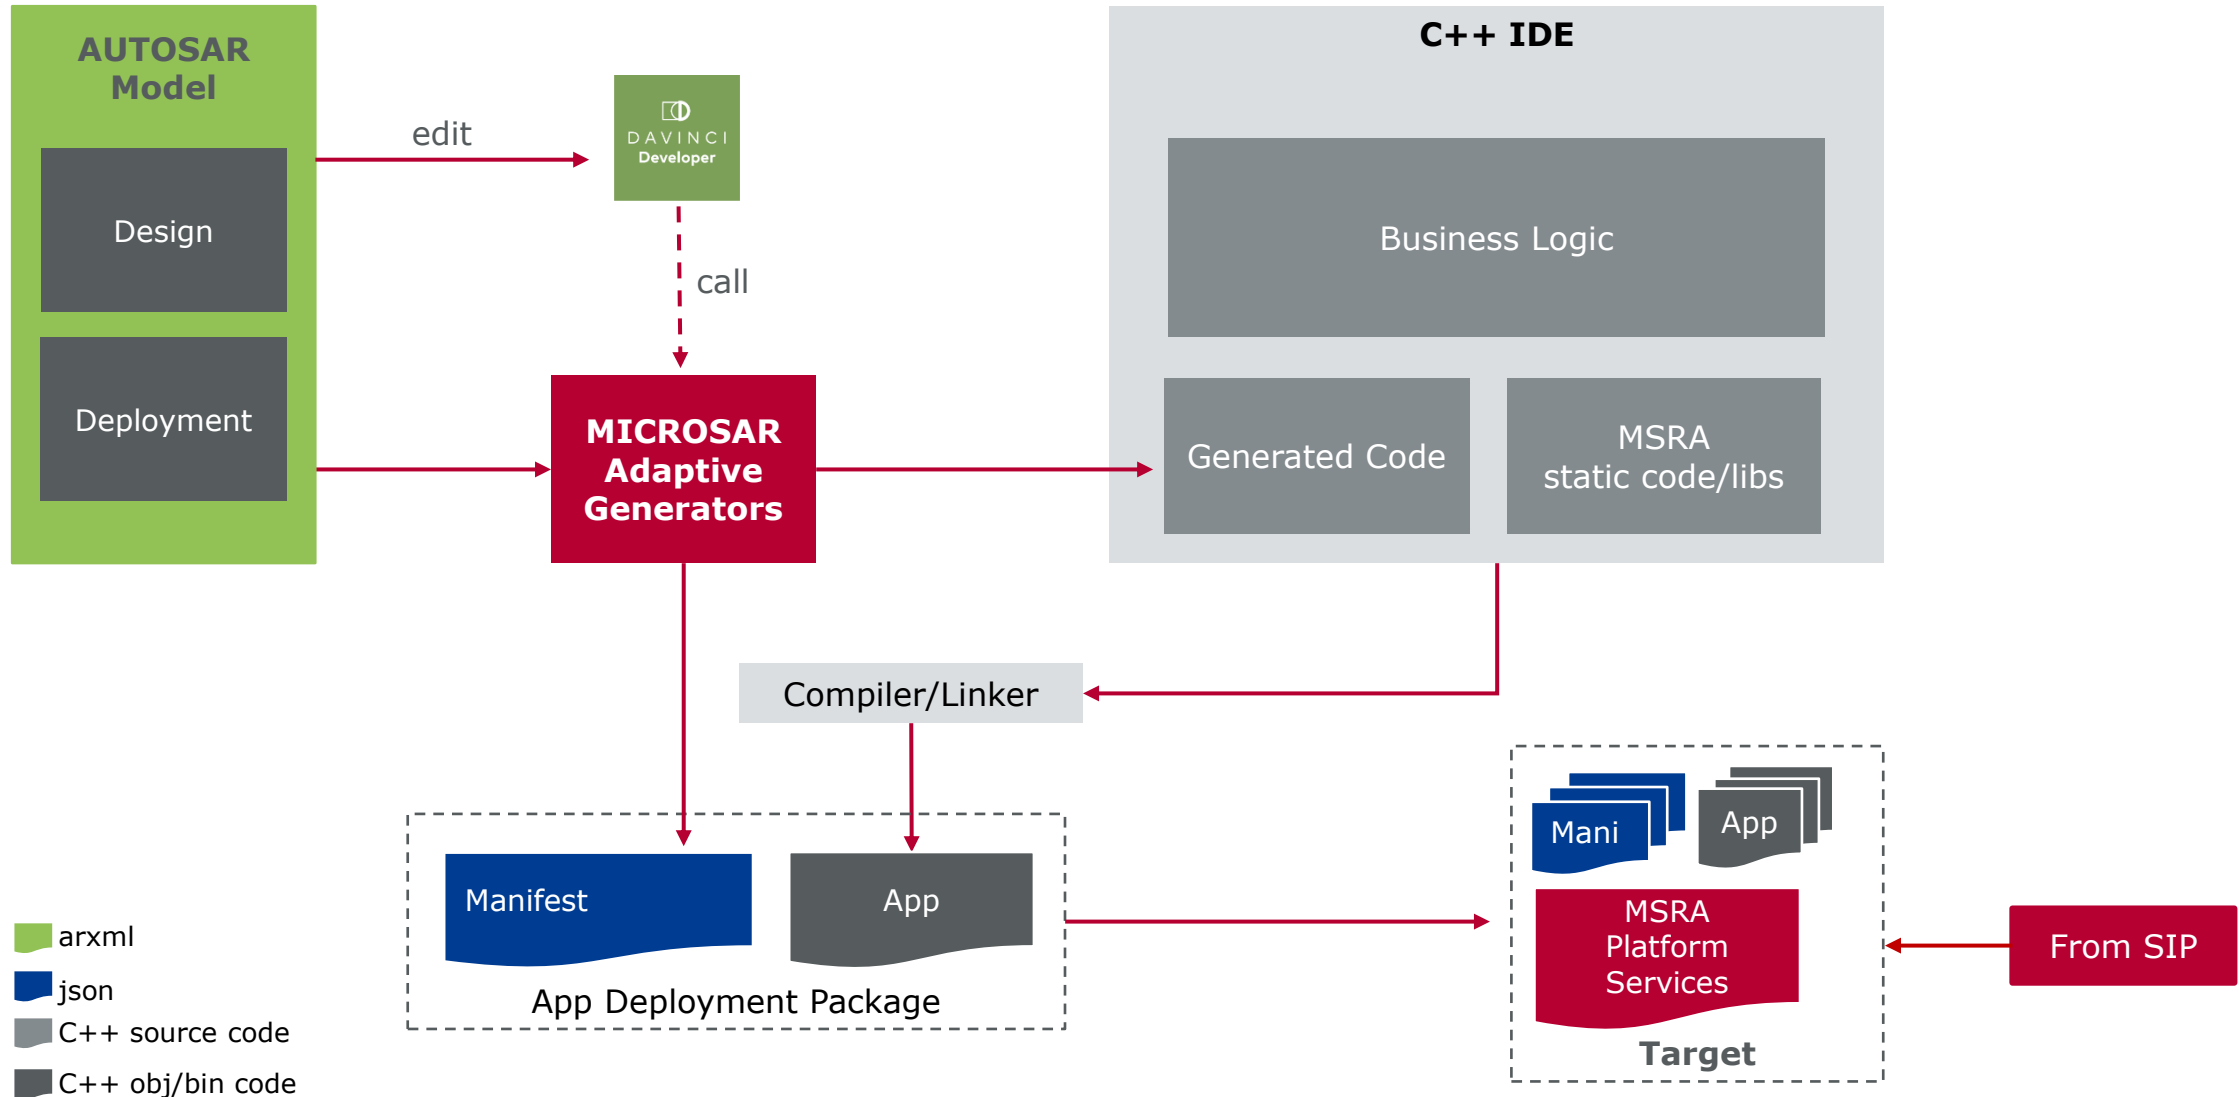 AUTOSAR
Model
Design
Deployment
edit
DAVINCI
Developer
call
MICROSAR
Adaptive
Generators
C++ IDE
Business Logic
Generated Code
MSRA
static code/libs
Compiler/Linker
Manifest
App
App Deployment Package
Mani
App
MSRA
Platform
Services
Target
From SIP
arxml
json
C++ source code
C++ obj/bin code